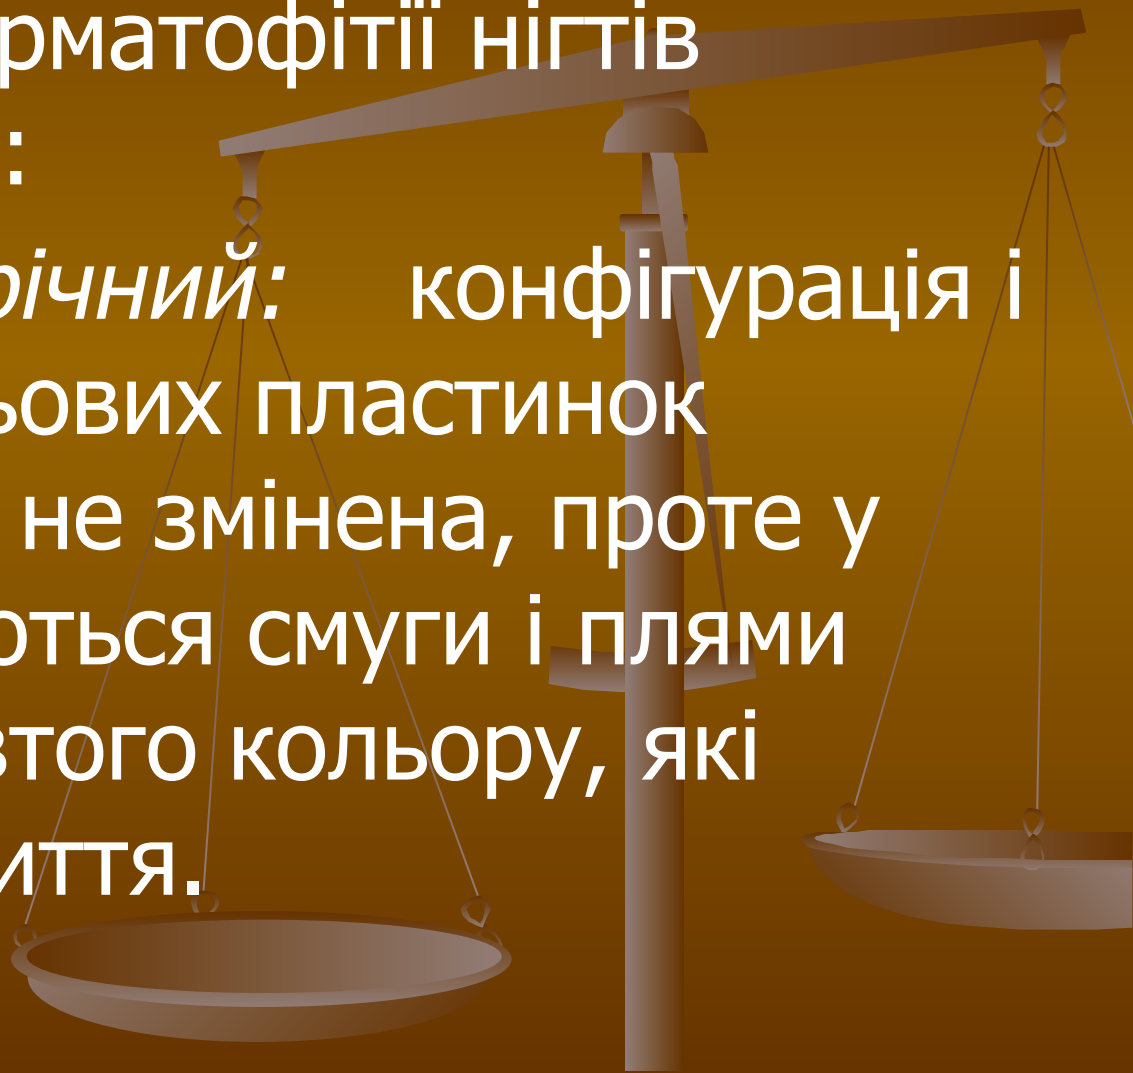 рматофітії нігтів
:
річний: конфігурація і
ьових пластинок
не змінена, проте у
ються смуги і плями
втого кольору, які
иття.